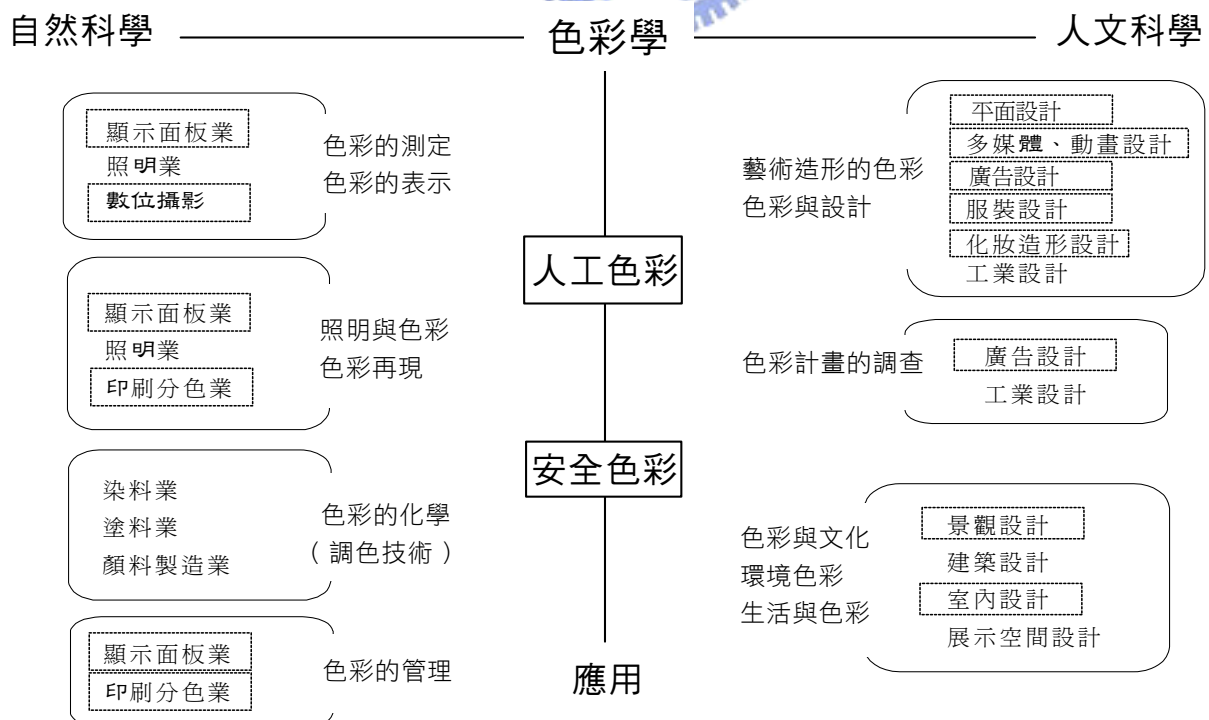 自然科學
色彩學
人文科學
顯示面板業
照明業
數位攝影
色彩的測定
色彩的表示
顯示面板業
照明業
印刷分色業
照明與色彩
色彩再現
染料業
塗料業
顏料製造業
色彩的化學
(調色技術)
顯示面板業
印刷分色業
色彩的管理
人工色彩
安全色彩
應用
藝術造形的色彩
色彩與設計
平面設計
多媒體、動畫設計
廣告設計
服裝設計
化妝造形設計
工業設計
色彩計畫的調查
廣告設計
工業設計
色彩與文化
環境色彩
生活與色彩
景觀設計
建築設計
室內設計
展示空間設計